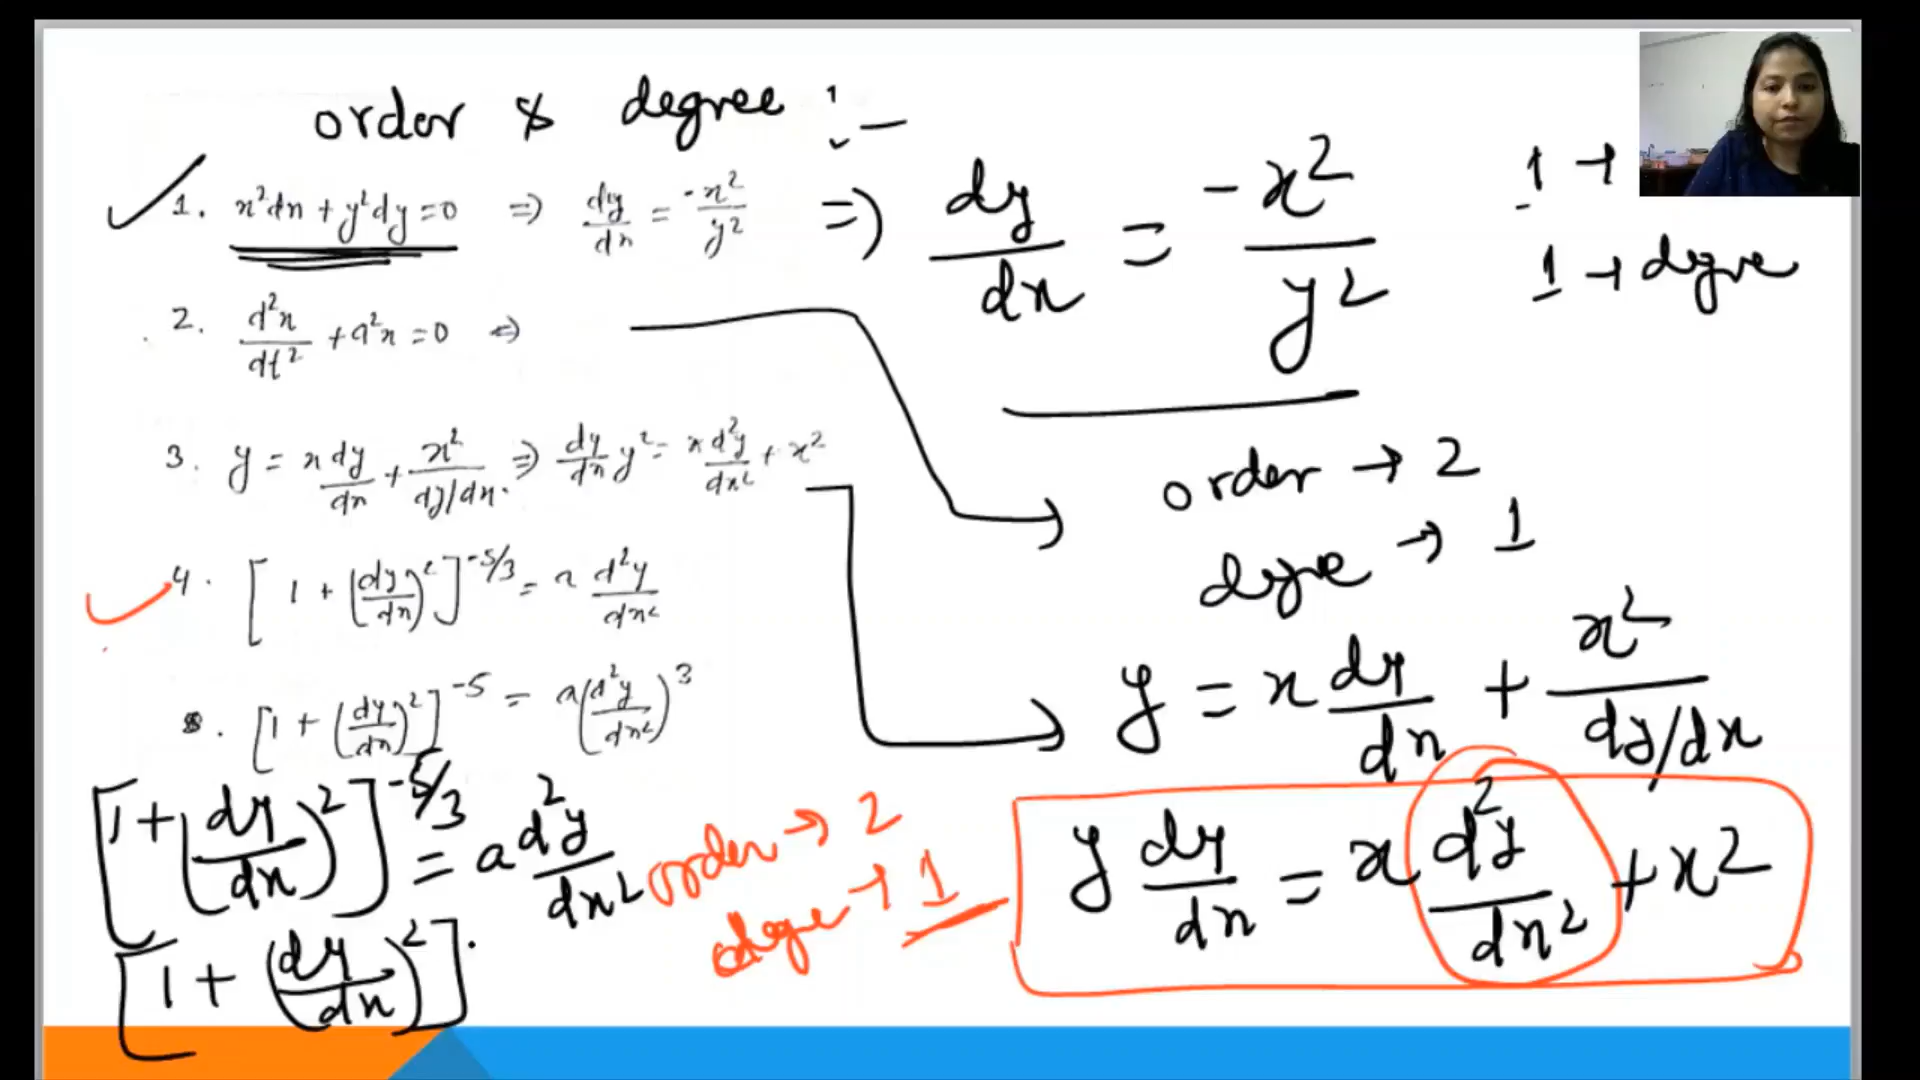 order & degree :-
1. x²dx + y²dy = 0 ⇒ dy/dx = -x²/y² ⇒ dy/dx = -x²/y²
1 →
1 → degree
2. d²x/dt² + a²x = 0 ⇒
order → 2
degree → 1
3. y = x dy/dx + x²/dy/dx. ⇒ dy/dx y² = x d²y/dx² + x²
4. [1 + (dy/dx)²]^-5/3 = a d²y/dx²
5. [1 + (dy/dx)²]^-5 = a(d²y/dx²)³
y = x dy/dx + x²/dy/dx
y dy/dx = x d²y/dx² + x²
order → 2
degree → 1
[1 + (dy/dx)²]^-5/3 = a d²y/dx²
[1 + (dy/dx)²].